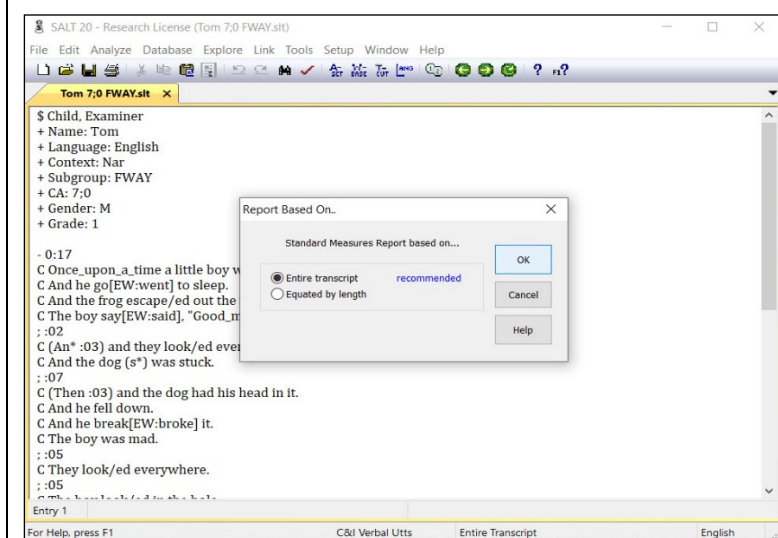 SALT 20 - Research License (Tom 7;0 FWAY.slt)
File Edit Analyze Database Explore Link Tools Setup Window Help
Tom 7;0 FWAY.slt
$ Child, Examiner
+ Name: Tom
+ Language: English
+ Context: Nar
+ Subgroup: FWAY
+ CA: 7;0
+ Gender: M
+ Grade: 1
- 0:17
C Once_upon_a_time a little boy
C And he go[EW:went] to sleep.
C And the frog escape/ed out the
C The boy say[EW:said],
; :02
C (An* :03) and they look/ed
C And the dog (s*) was stuck.
; :07
C (Then :03) and the dog had his head in it.
C And he fell down.
C And he break[EW:broke] it.
C The boy was mad.
; :05
C They look/ed everywhere.
; :05
Report Based On..
Standard Measures Report based on...
Entire transcript recommended
Equated by length
OK
Cancel
Help
Entry 1
For Help, press F1 C&I Verbal Utts Entire Transcript English